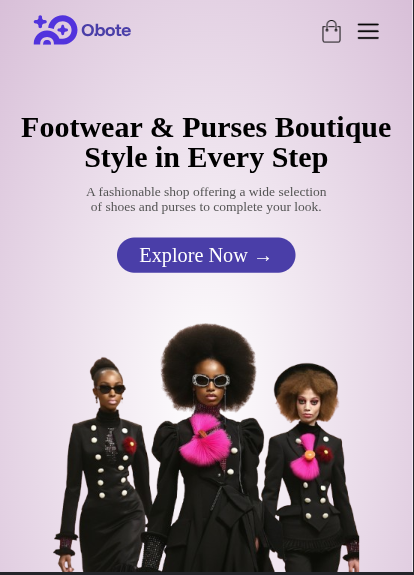 Obote
Footwear & Purses Boutique
Style in Every Step
A fashionable shop offering a wide selection
of shoes and purses to complete your look.
Explore Now →